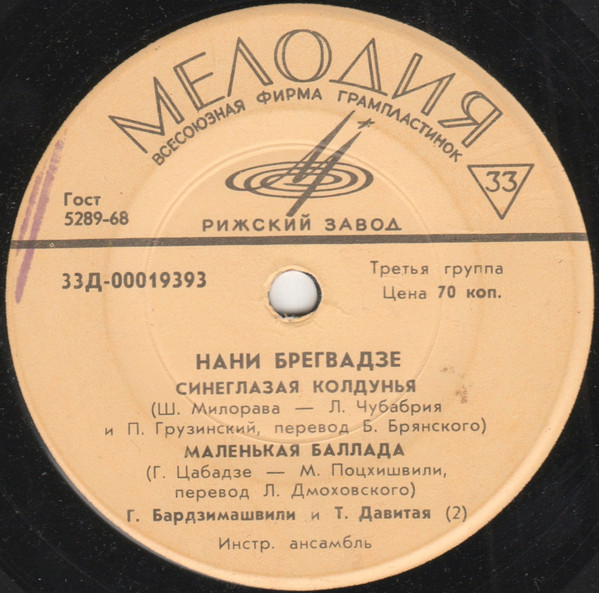 МЕЛОДИЯ
ВСЕСОЮЗНАЯ ФИРМА ГРАМПЛАСТИНОК
33
Гост
5289-68
РИЖСКИЙ ЗАВОД
33Д-00019393
Третья группа
Цена 70 коп.
НАНИ БРЕГВАДЗЕ
СИНЕГЛАЗАЯ КОЛДУНЬЯ
(Ш. Милорава — Л. Чубабрия
и П. Грузинский, перевод Б. Брянского)
МАЛЕНЬКАЯ БАЛЛАДА
(Г. Цабадзе — М. Поцхишвили,
перевод Л. Дмоховского)
Г. Бардзимашвили и Т. Давитая (2)
Инстр. ансамбль